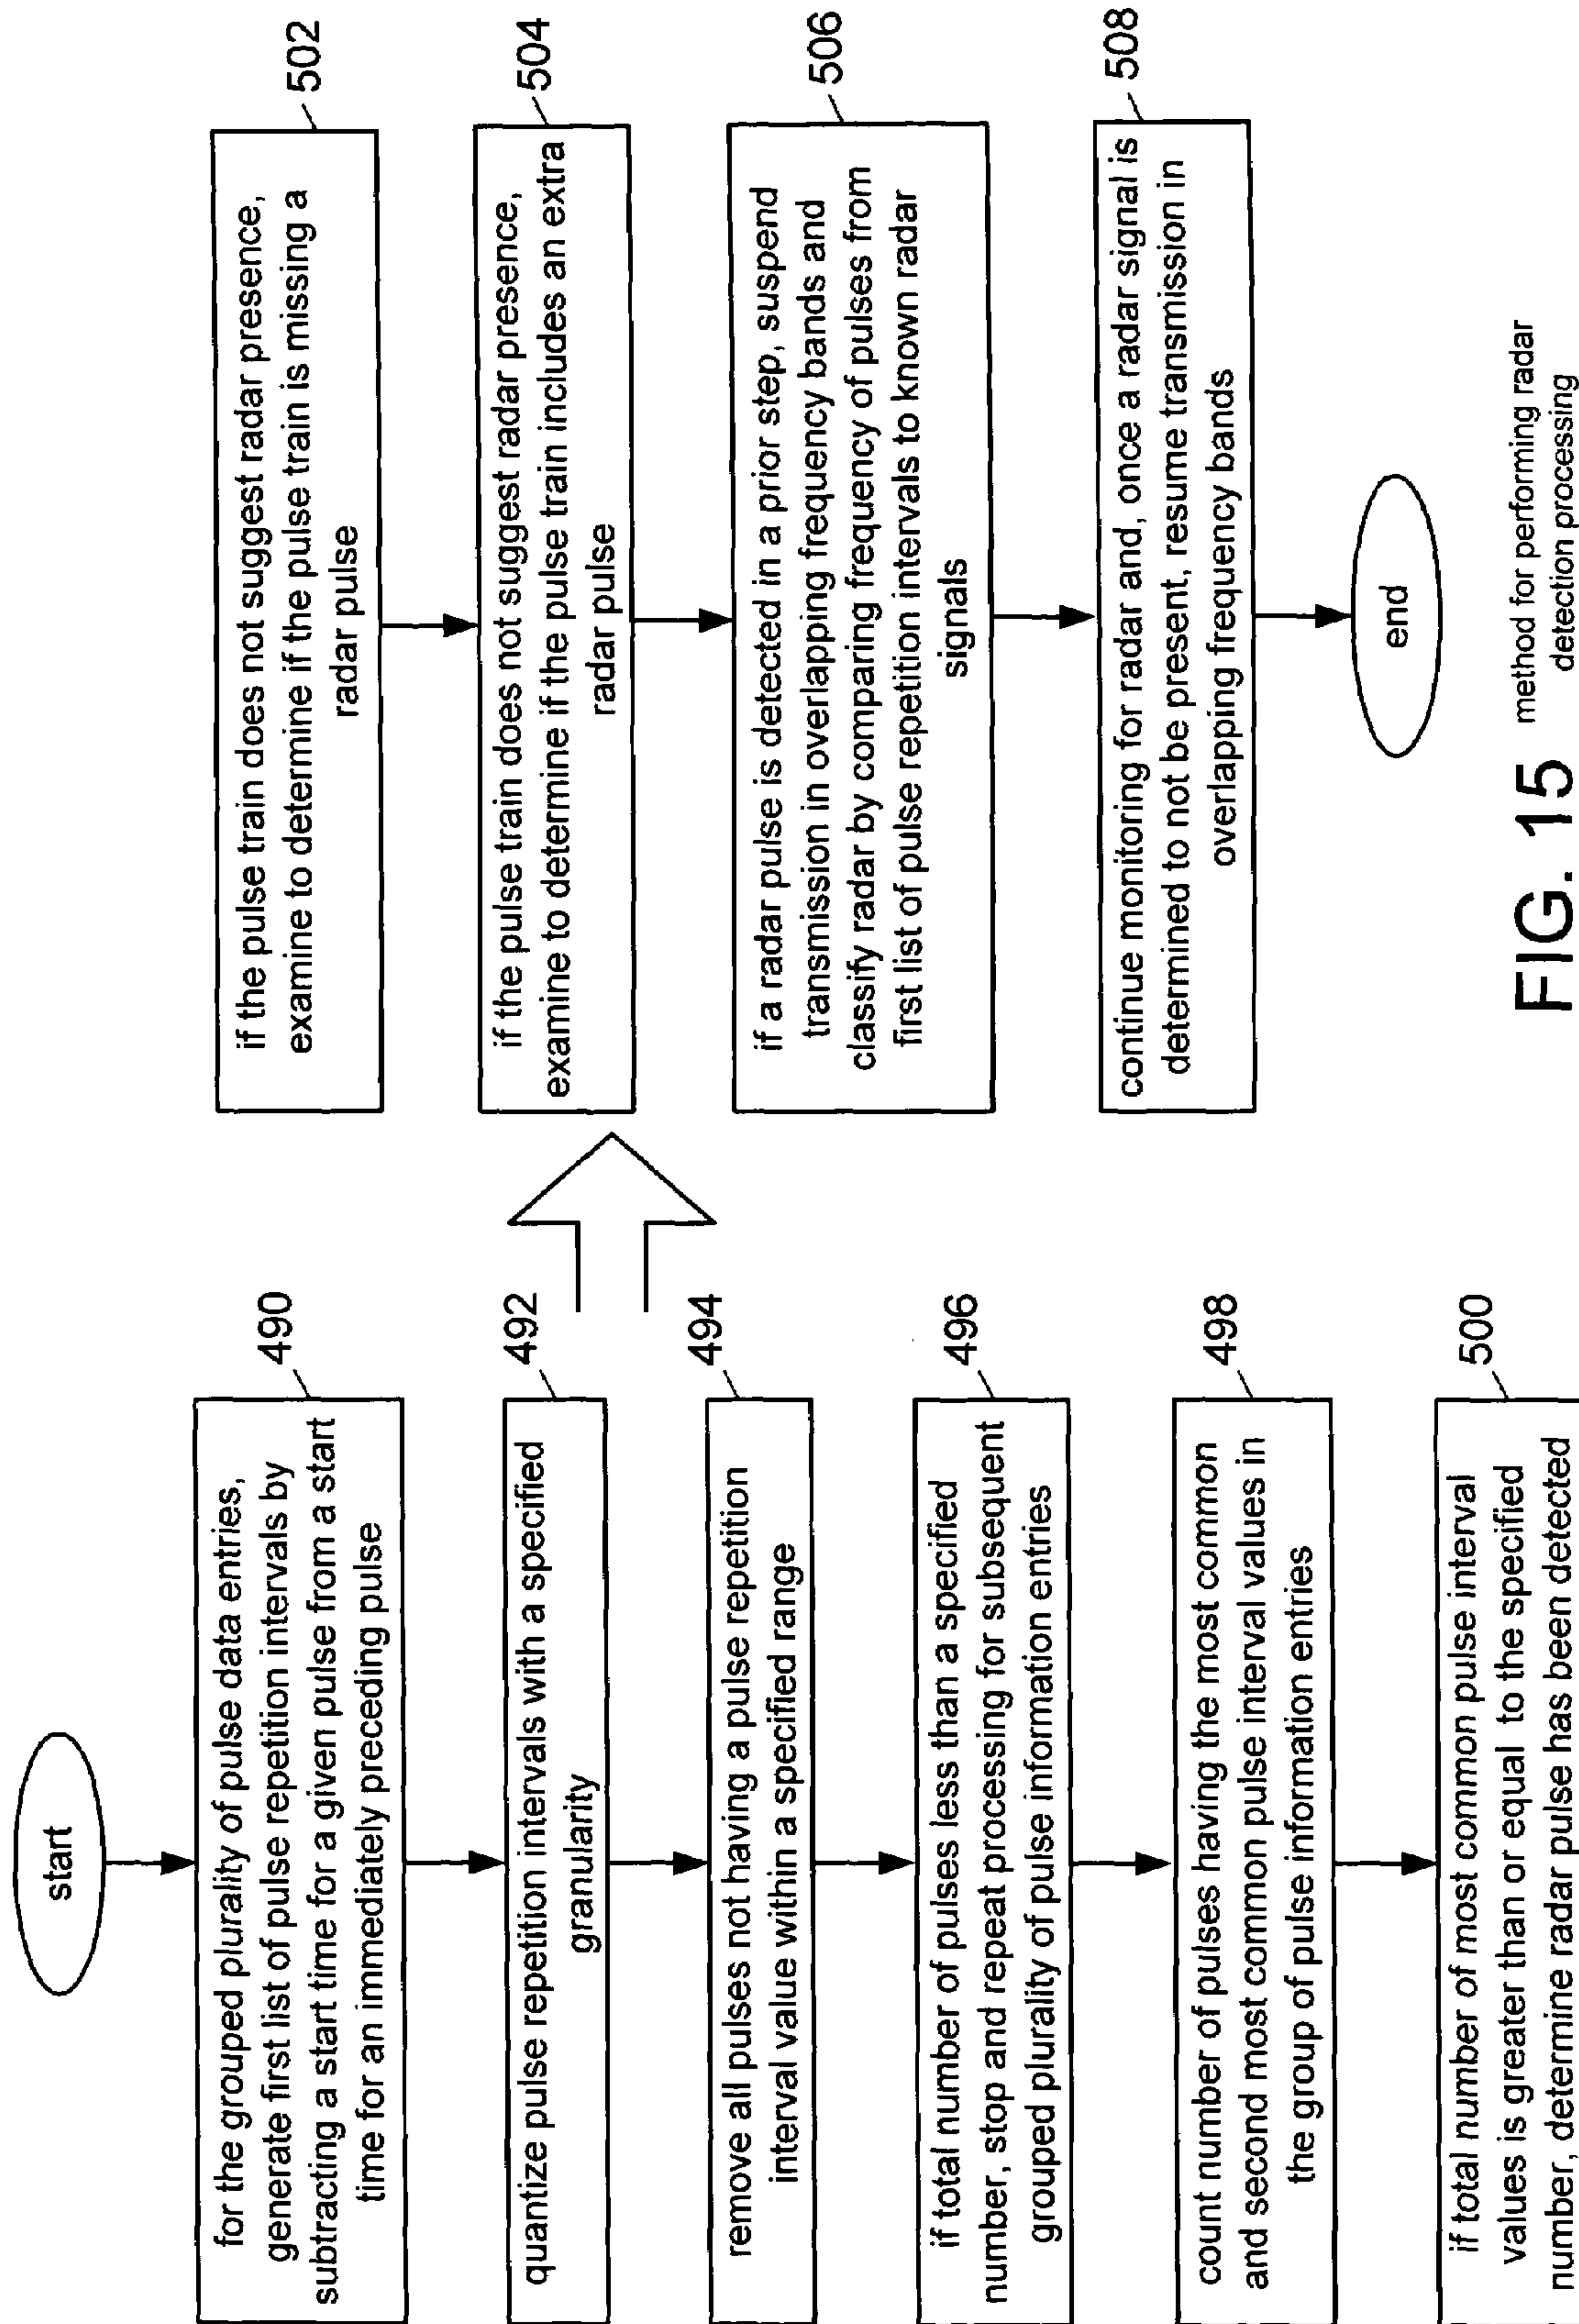 start
for the grouped plurality of pulse data entries,
generate first list of pulse repetition intervals by
subtracting a start time for a given pulse from a start
time for an immediately preceding pulse
490
quantize pulse repetition intervals with a specified
granularity
492
remove all pulses not having a pulse repetition
interval value within a specified range
494
if total number of pulses less than a specified
number, stop and repeat processing for subsequent
grouped plurality of pulse information entries
496
count number of pulses having the most common
and second most common pulse interval values in
the group of pulse information entries
498
if total number of most common pulse interval
values is greater than or equal to the specified
number, determine radar pulse has been detected
500
if the pulse train does not suggest radar presence,
examine to determine if the pulse train is missing a
radar pulse
502
if the pulse train does not suggest radar presence,
examine to determine if the pulse train includes an extra
radar pulse
504
if a radar pulse is detected in a prior step, suspend
transmission in overlapping frequency bands and
classify radar by comparing frequency of pulses from
first list of pulse repetition intervals to known radar
signals
506
continue monitoring for radar and, once a radar signal is
determined to not be present, resume transmission in
overlapping frequency bands
508
end
FIG. 15
method for performing radar
detection processing